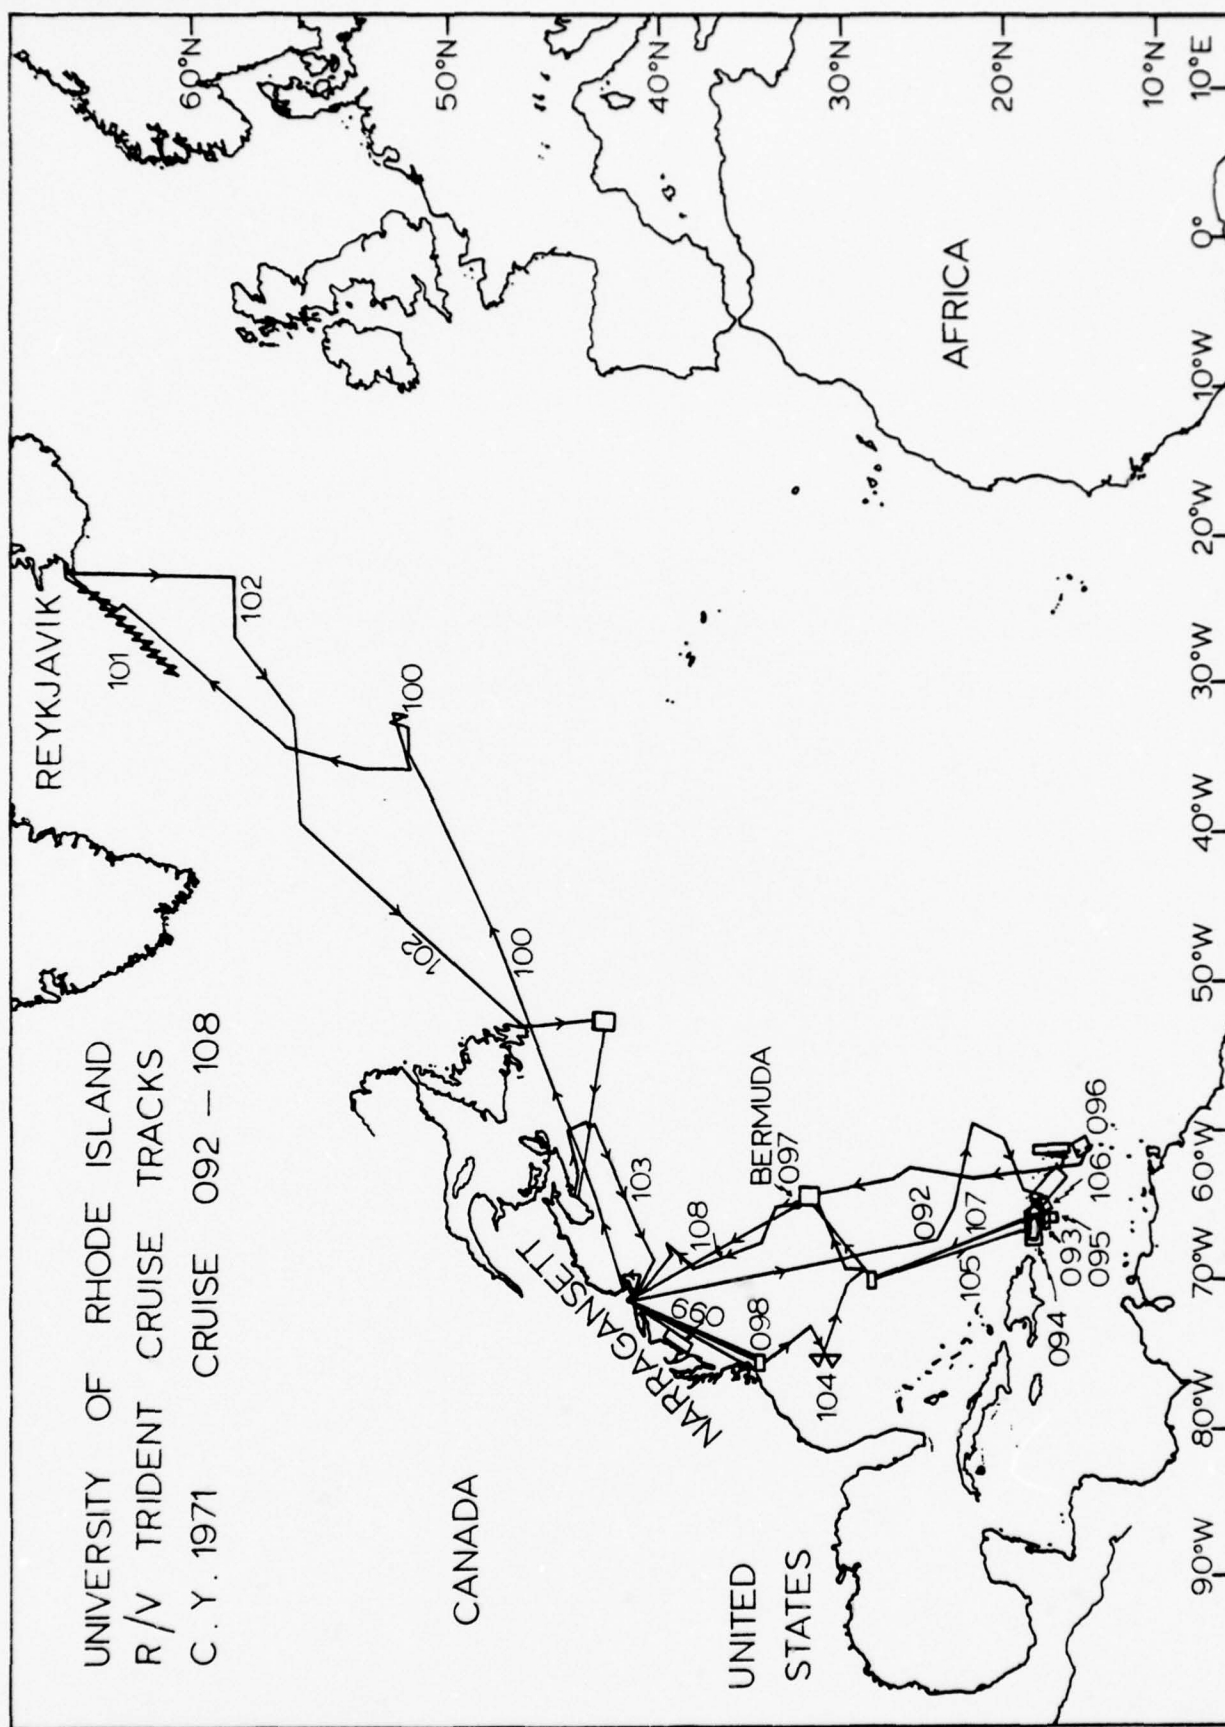 UNIVERSITY OF RHODE ISLAND
R/V TRIDENT CRUISE TRACKS
C.Y. 1971 CRUISE 092 – 108
REYKJAVIK
60°N
101
102
50°N
100
102
100
CANADA
NARRAGANSETT
40°N
103
108
BERMUDA
097
099
098
UNITED
STATES
104
30°N
AFRICA
092
107
105
20°N
093
095
094
106
096
10°N
90°W
80°W
70°W
60°W
50°W
40°W
30°W
20°W
10°W
0°
10°E